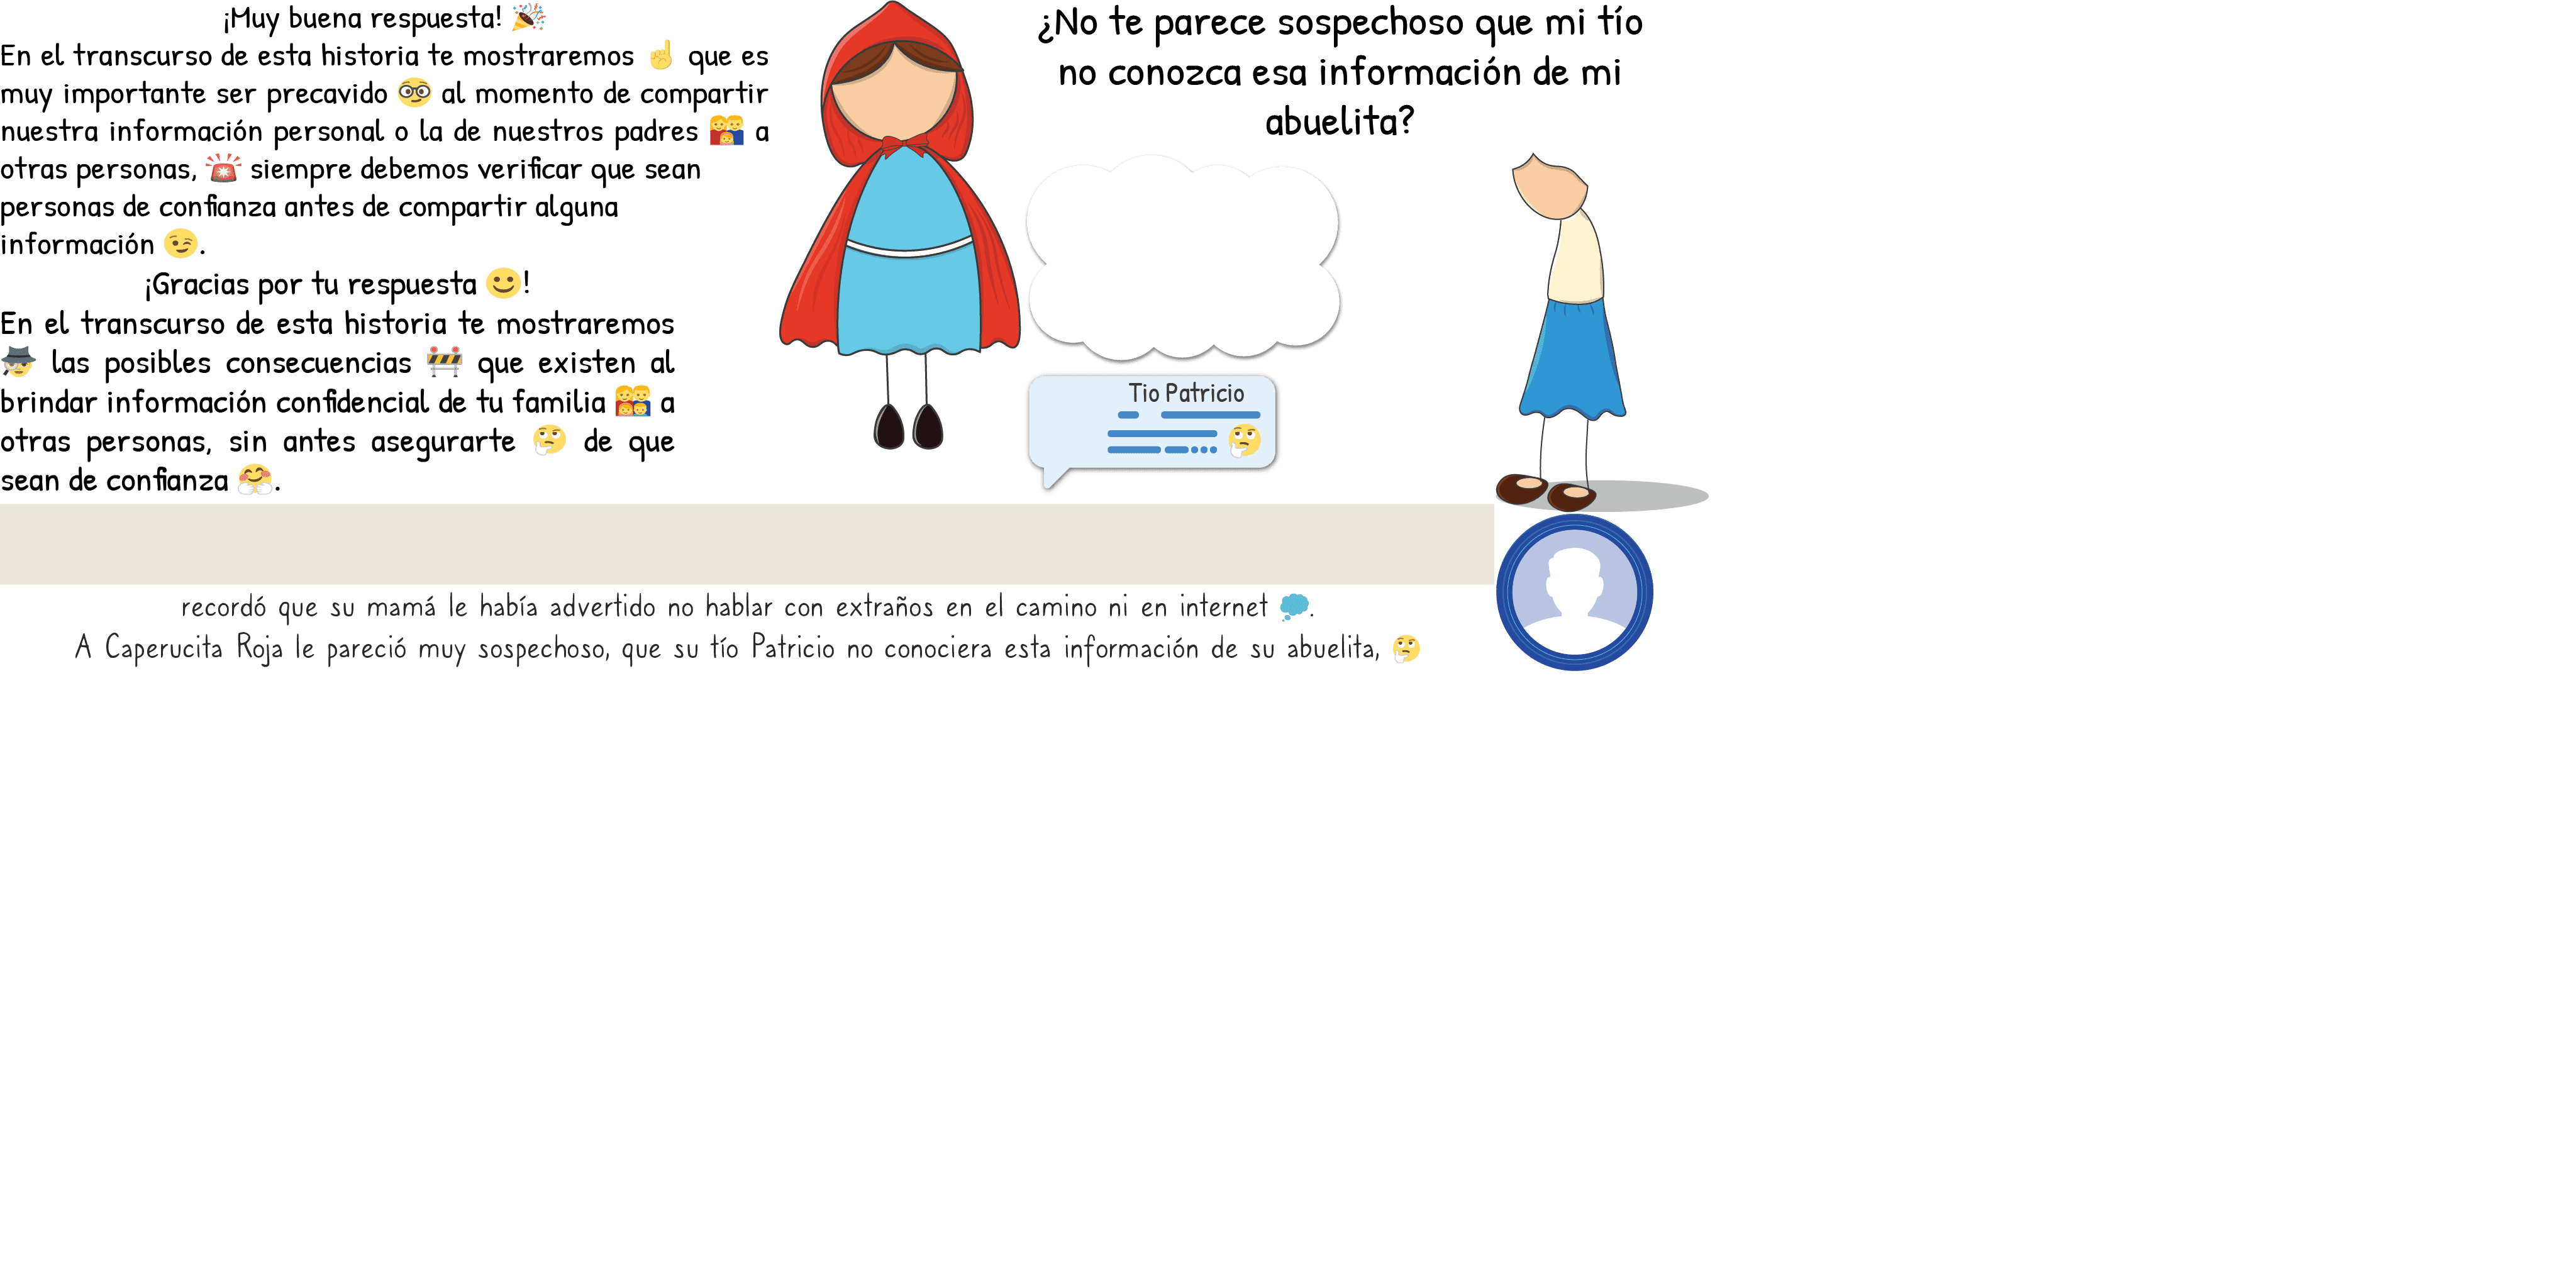 ¡Muy buena respuesta! 🎉
En el transcurso de esta historia te mostraremos ☝ que es
muy importante ser precavido 🤓 al momento de compartir
nuestra información personal o la de nuestros padres 👨‍👩‍👦 a
otras personas, 🚨 siempre debemos verificar que sean
personas de confianza antes de compartir alguna
información 😉.
¡Gracias por tu respuesta 🙂!
En el transcurso de esta historia te mostraremos
🕵 las posibles consecuencias 🚧 que existen al
brindar información confidencial de tu familia 👨‍👩‍👧‍👦 a
otras personas, sin antes asegurarte 🤔 de que
sean de confianza 🤗.
¿No te parece sospechoso que mi tío
no conozca esa información de mi
abuelita?
Tio Patricio
recordó que su mamá le había advertido no hablar con extraños en el camino ni en internet 💭.
A Caperucita Roja le pareció muy sospechoso, que su tío Patricio no conociera esta información de su abuelita, 🤔